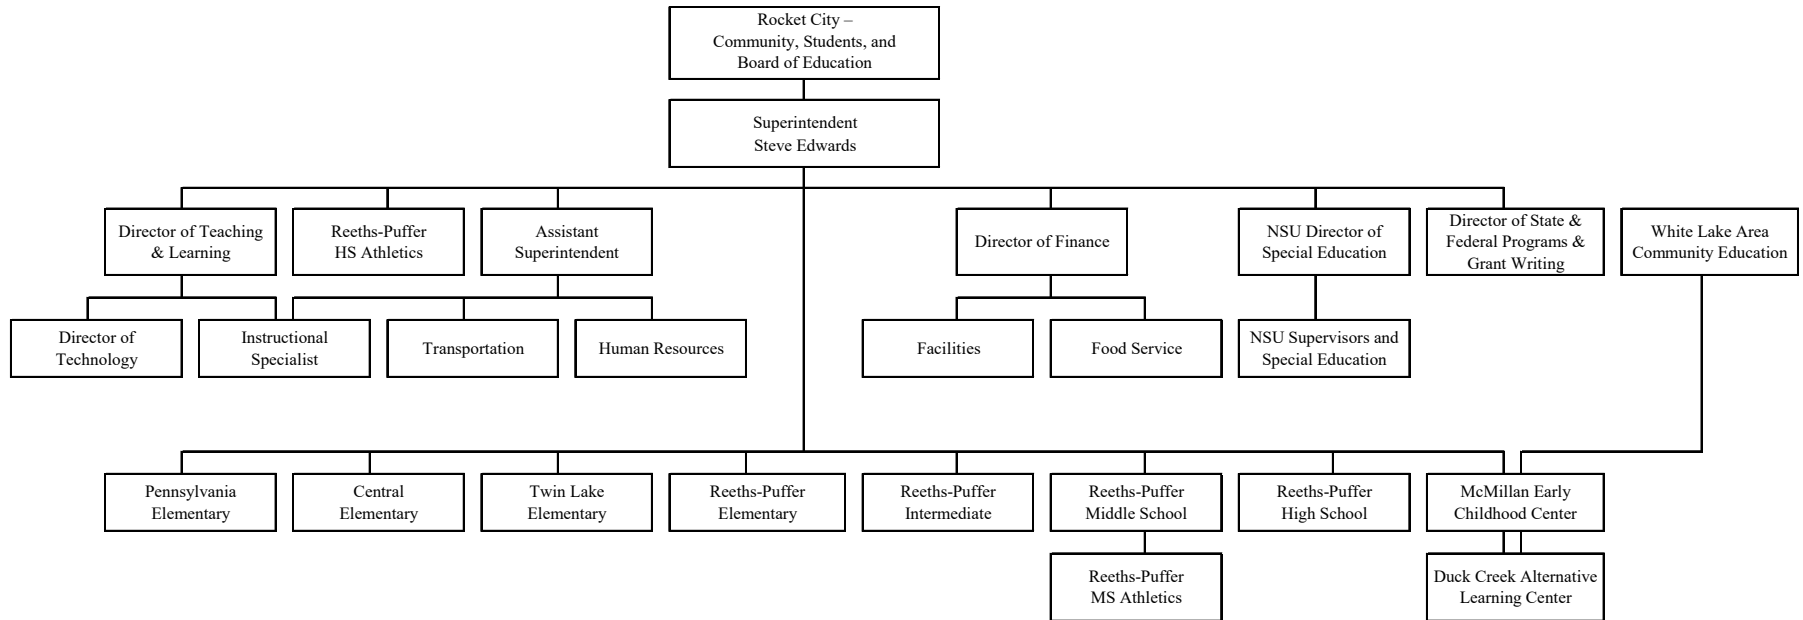 Rocket City –
Community, Students, and
Board of Education
Superintendent
Steve Edwards
Director of Teaching
& Learning
Reeths-Puffer
HS Athletics
Assistant
Superintendent
Director of Finance
NSU Director of
Special Education
Director of State &
Federal Programs &
Grant Writing
White Lake Area
Community Education
Director of
Technology
Instructional
Specialist
Transportation
Human Resources
Facilities
Food Service
NSU Supervisors and
Special Education
Pennsylvania
Elementary
Central
Elementary
Twin Lake
Elementary
Reeths-Puffer
Elementary
Reeths-Puffer
Intermediate
Reeths-Puffer
Middle School
Reeths-Puffer
High School
McMillan Early
Childhood Center
Reeths-Puffer
MS Athletics
Duck Creek Alternative
Learning Center